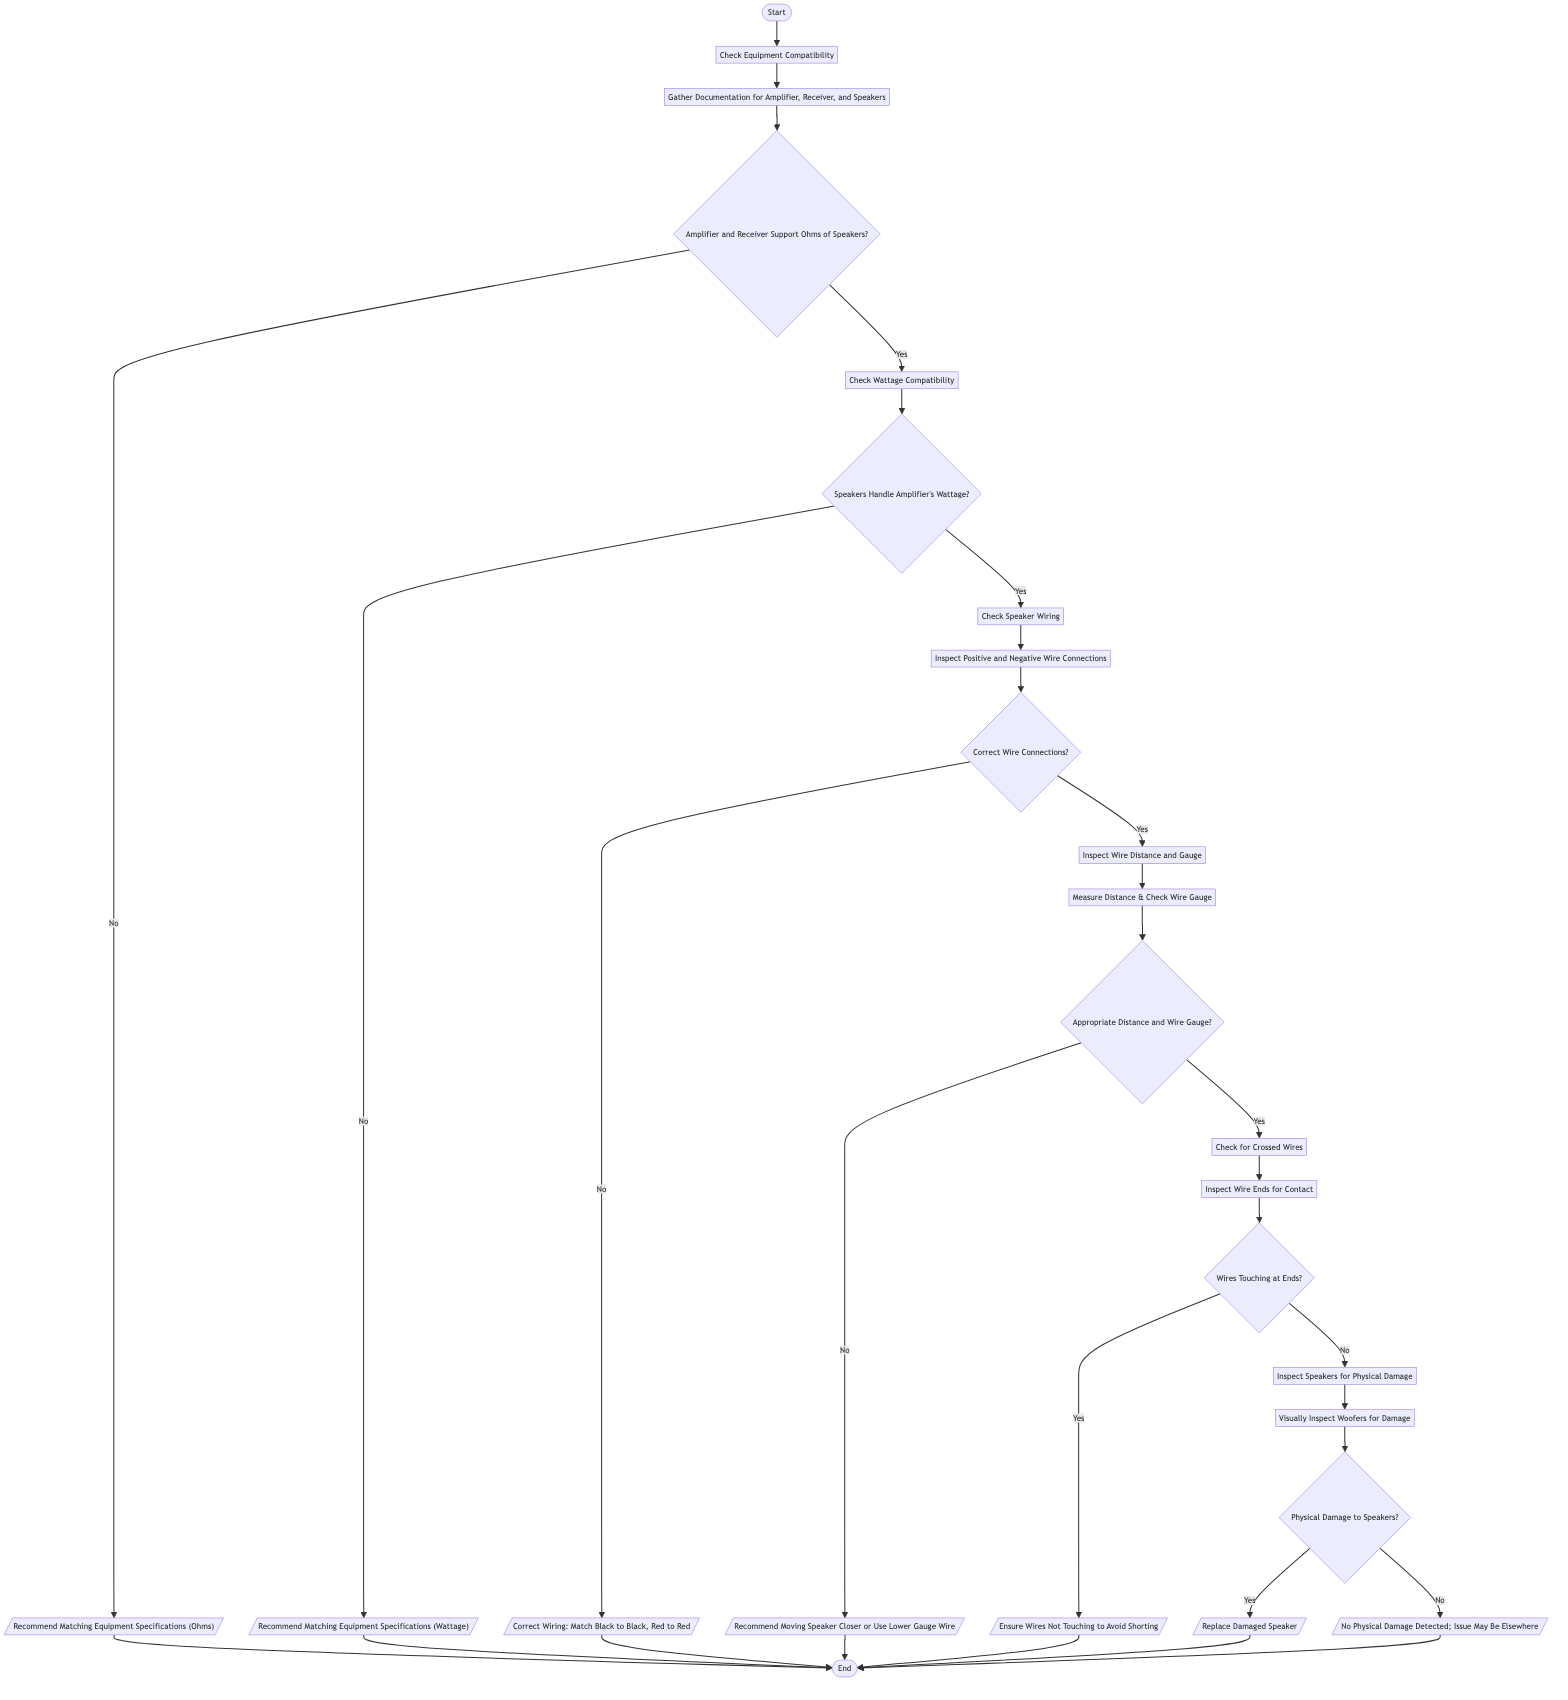 Start
Check Equipment Compatibility
Gather Documentation for Amplifier, Receiver, and Speakers
Amplifier and Receiver Support Ohms of Speakers?
Yes
Check Wattage Compatibility
Speakers Handle Amplifier's Wattage?
Yes
Check Speaker Wiring
Inspect Positive and Negative Wire Connections
Correct Wire Connections?
Yes
Inspect Wire Distance and Gauge
Measure Distance & Check Wire Gauge
No
Appropriate Distance and Wire Gauge?
No
Yes
Check for Crossed Wires
Inspect Wire Ends for Contact
No
Wires Touching at Ends?
No
No
Inspect Speakers for Physical Damage
Yes
Visually Inspect Woofers for Damage
Physical Damage to Speakers?
Yes
No
Recommend Matching Equipment Specifications (Ohms)
Recommend Matching Equipment Specifications (Wattage)
Correct Wiring: Match Black to Black, Red to Red
Recommend Moving Speaker Closer or Use Lower Gauge Wire
Ensure Wires Not Touching to Avoid Shorting
Replace Damaged Speaker
No Physical Damage Detected; Issue May Be Elsewhere
End